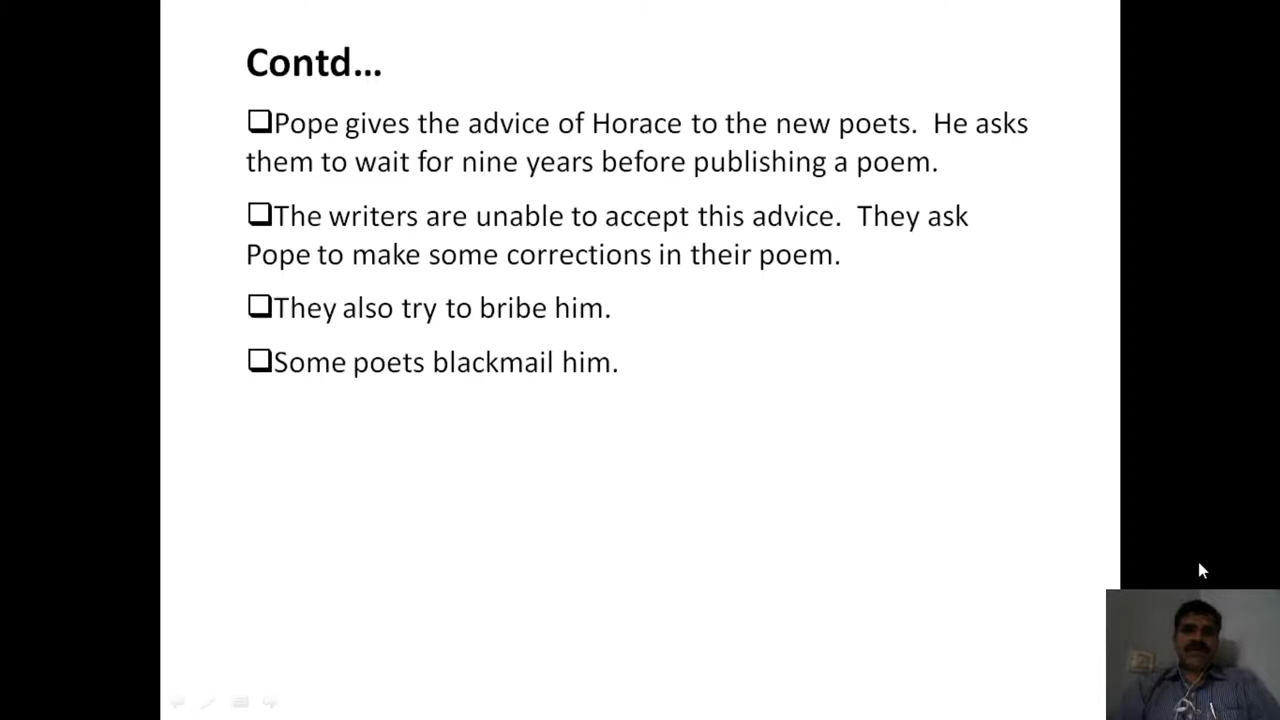 Contd...
❑Pope gives the advice of Horace to the new poets.  He asks
them to wait for nine years before publishing a poem.
❑The writers are unable to accept this advice.  They ask
Pope to make some corrections in their poem.
❑They also try to bribe him.
❑Some poets blackmail him.